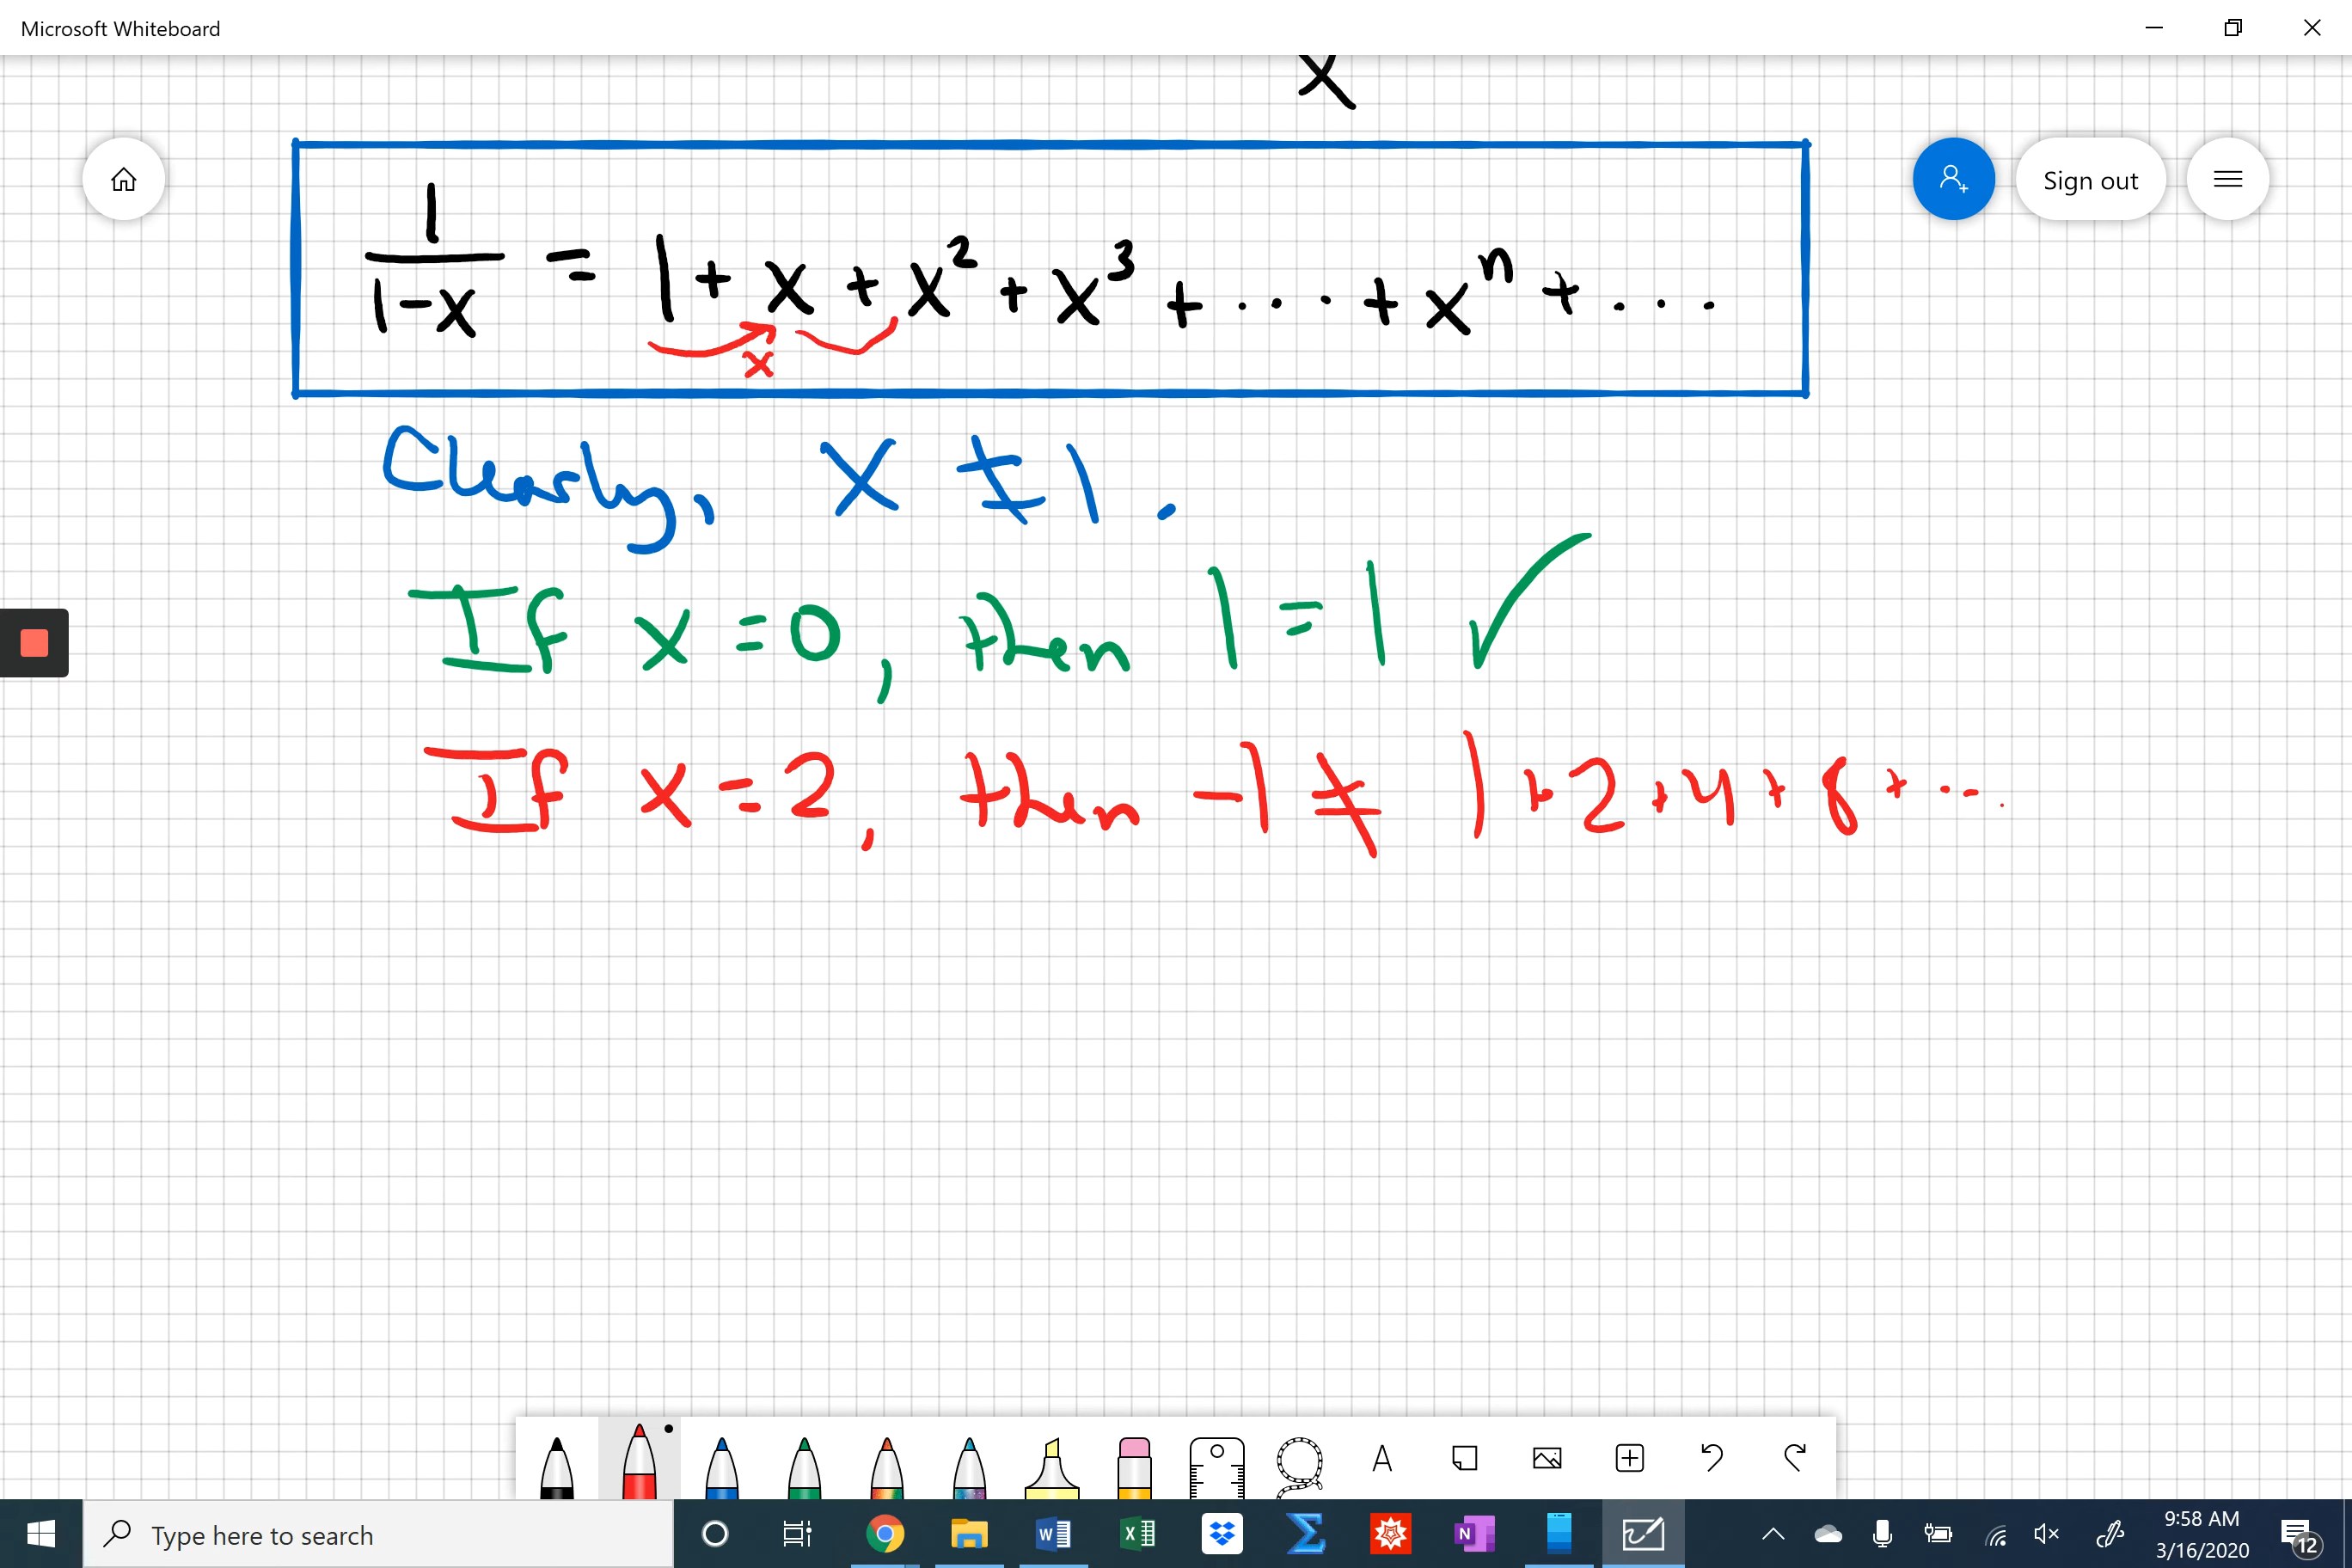 Microsoft Whiteboard
x
Sign out
1/(1-x) = 1 + x + x² + x³ + ... + xⁿ + ...
x
Clearly, x ≠ 1.
If x = 0, then 1 = 1 ✓
If x = 2, then -1 ≠ 1 + 2 + 4 + 8 + ...
A
Type here to search
W
X
N
9:58 AM
3/16/2020
12